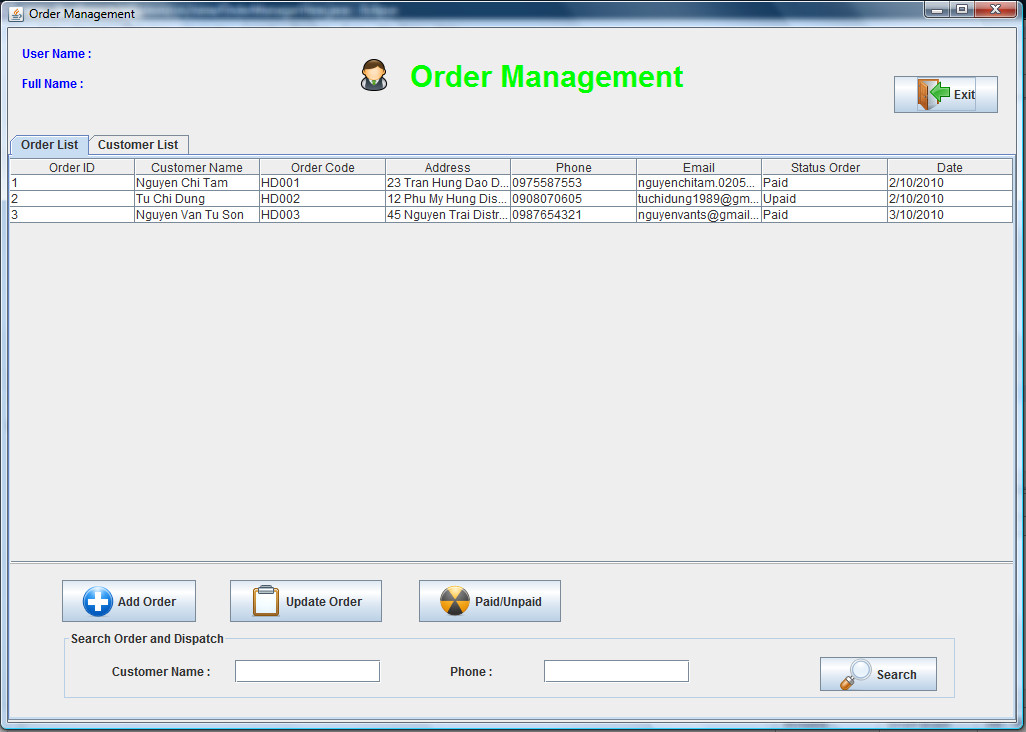 Order Management
User Name :
Full Name :
Order Management
Exit
Order List Customer List
Order ID Customer Name Order Code Address Phone Email Status Order Date
1 Nguyen Chi Tam HD001 23 Tran Hung Dao D... 0975587553 nguyenchitam.0205... Paid 2/10/2010
2 Tu Chi Dung HD002 12 Phu My Hung Dis... 0908070605 tuchidung1989@gm... Upaid 2/10/2010
3 Nguyen Van Tu Son HD003 45 Nguyen Trai Distr... 0987654321 nguyenvants@gmail... Paid 3/10/2010
Add Order Update Order Paid/Unpaid
Search Order and Dispatch
Customer Name : Phone : Search